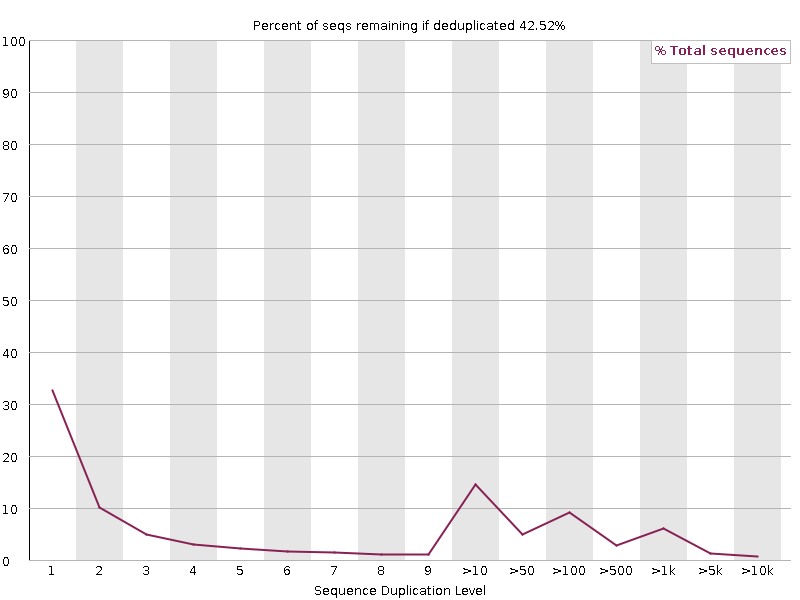 Percent of seqs remaining if deduplicated 42.52%
% Total sequences
100
90
80
70
60
50
40
30
20
10
0
1 2 3 4 5 6 7 8 9 >10 >50 >100 >500 >1k >5k >10k
Sequence Duplication Level